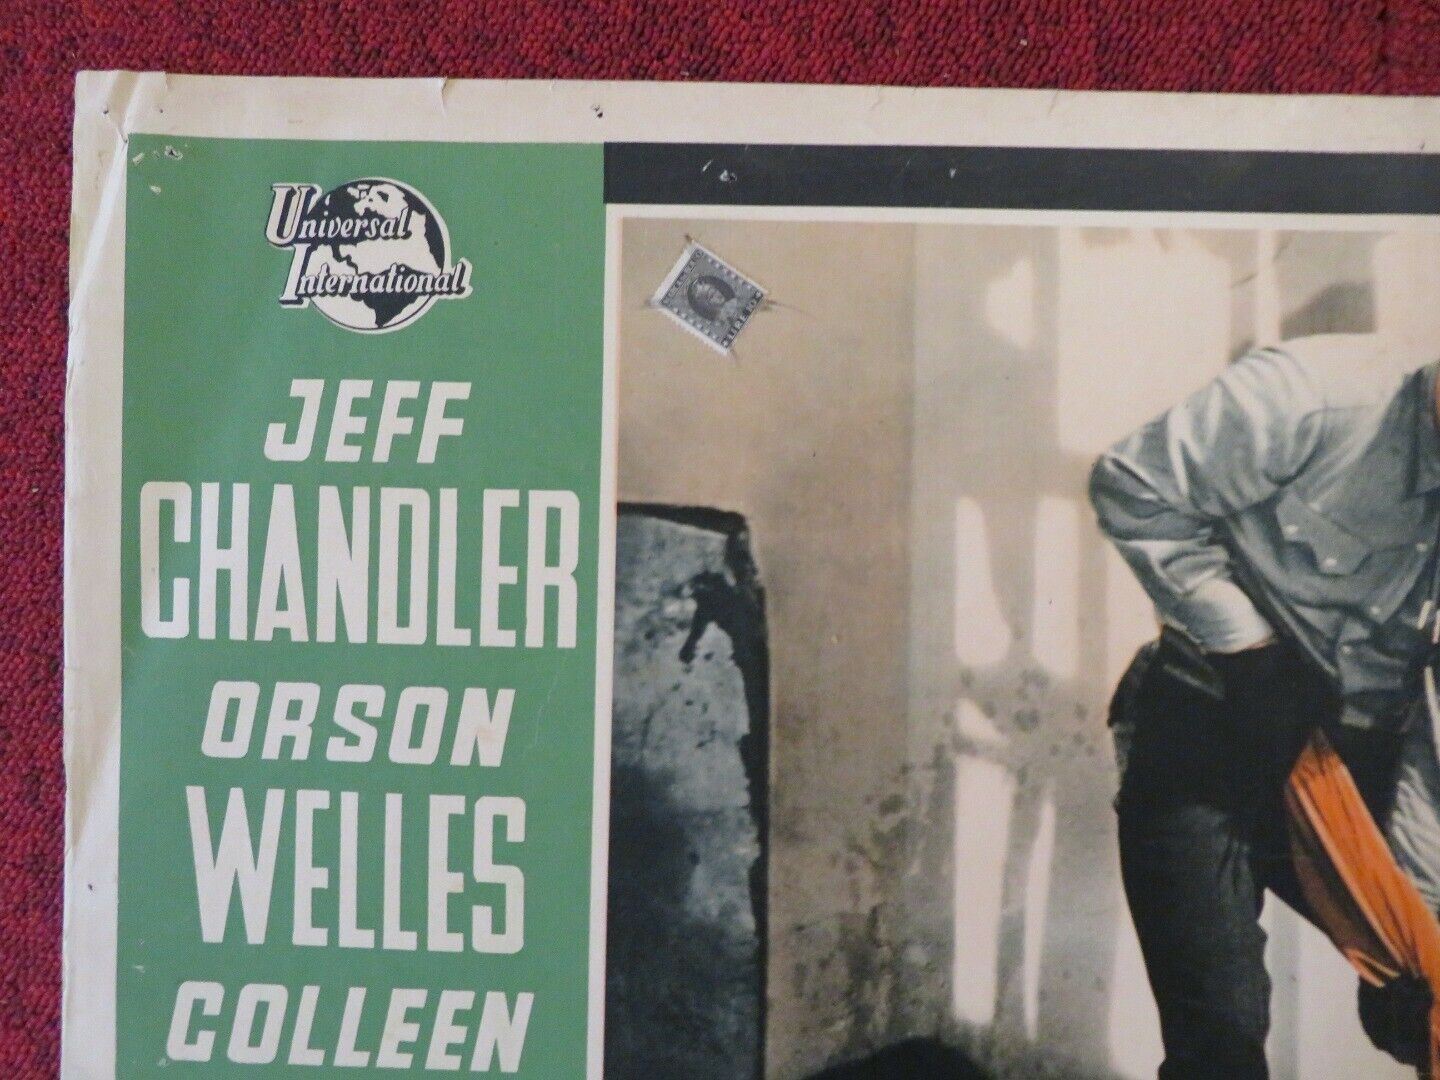 Universal
International
JEFF
CHANDLER
ORSON
WELLES
COLLEEN